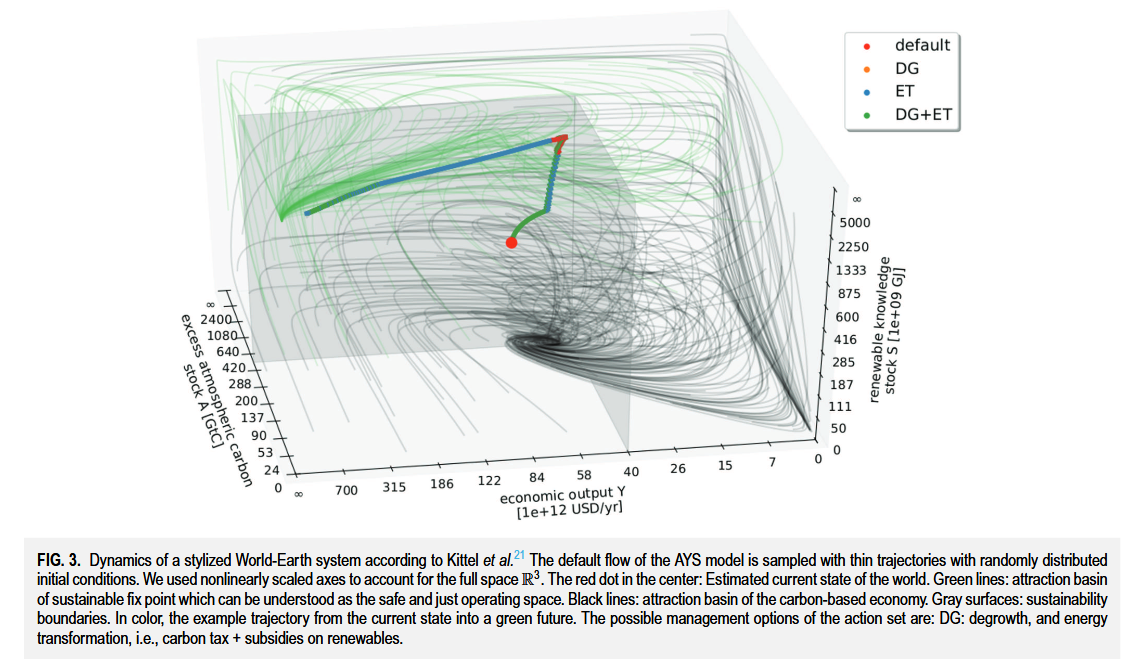 default
DG
ET
DG+ET
∞
5000
2250
1333
875
600
416
285
187
111
50
0
renewable knowledge
stock S [1e+09 GJ]
∞
2400
1080
640
420
288
200
137
90
53
24
0
excess atmospheric carbon
stock A [GtC]
∞
700
315
186
122
84
58
40
26
15
7
0
economic output Y
[1e+12 USD/yr]
FIG. 3. Dynamics of a stylized World-Earth system according to Kittel et al.21 The default flow of the AYS model is sampled with thin trajectories with randomly distributed
initial conditions. We used nonlinearly scaled axes to account for the full space ℝ3. The red dot in the center: Estimated current state of the world. Green lines: attraction basin
of sustainable fix point which can be understood as the safe and just operating space. Black lines: attraction basin of the carbon-based economy. Gray surfaces: sustainability
boundaries. In color, the example trajectory from the current state into a green future. The possible management options of the action set are: DG: degrowth, and energy
transformation, i.e., carbon tax + subsidies on renewables.